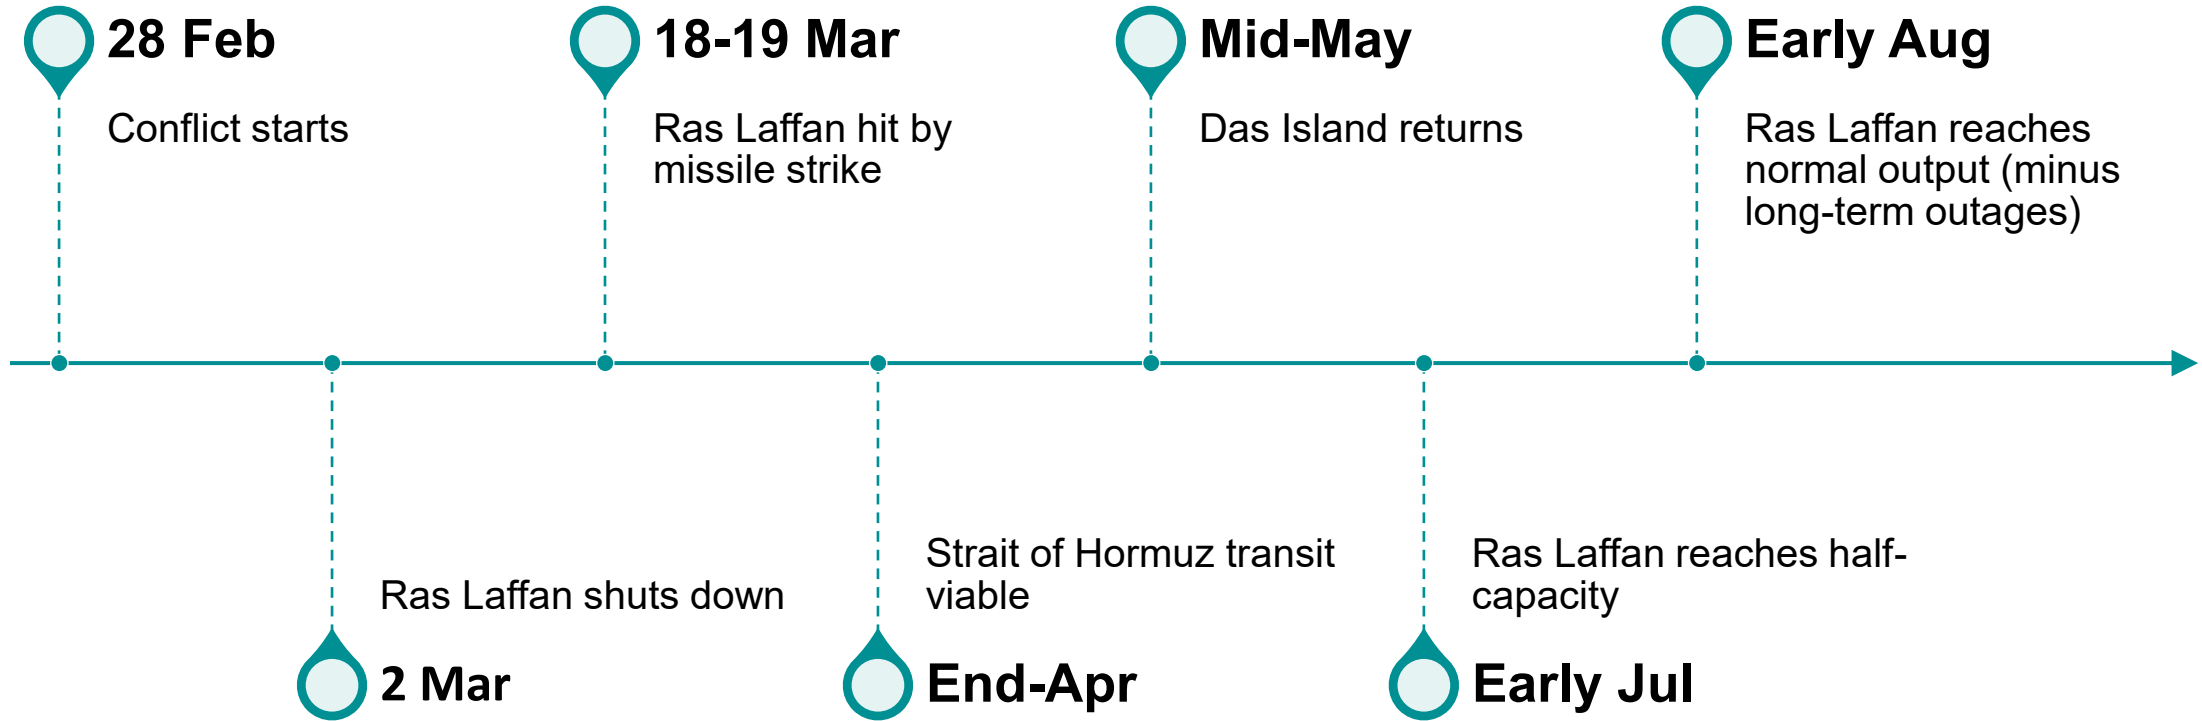 28 Feb
Conflict starts
18-19 Mar
Ras Laffan hit by
missile strike
Mid-May
Das Island returns
Early Aug
Ras Laffan reaches
normal output (minus
long-term outages)
Ras Laffan shuts down
2 Mar
Strait of Hormuz transit
viable
End-Apr
Ras Laffan reaches half-
capacity
Early Jul